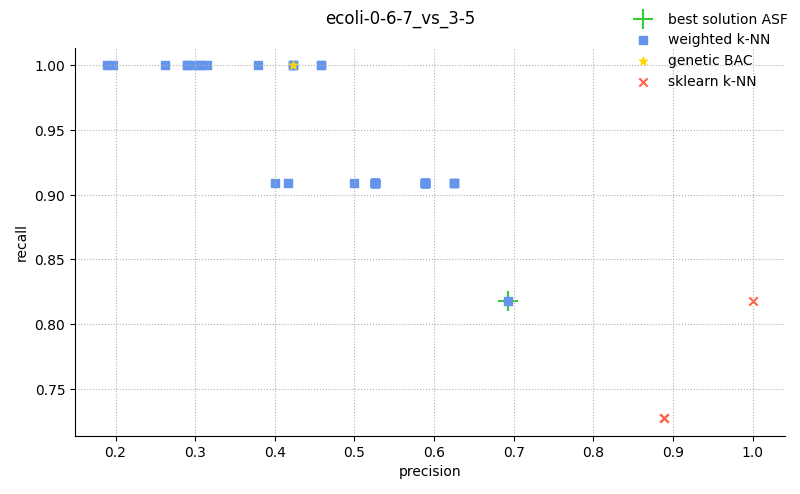 ecoli-0-6-7_vs_3-5
best solution ASF
weighted k-NN
genetic BAC
sklearn k-NN
1.00
0.95
0.90
0.85
0.80
0.75
recall
0.2 0.3 0.4 0.5 0.6 0.7 0.8 0.9 1.0
precision